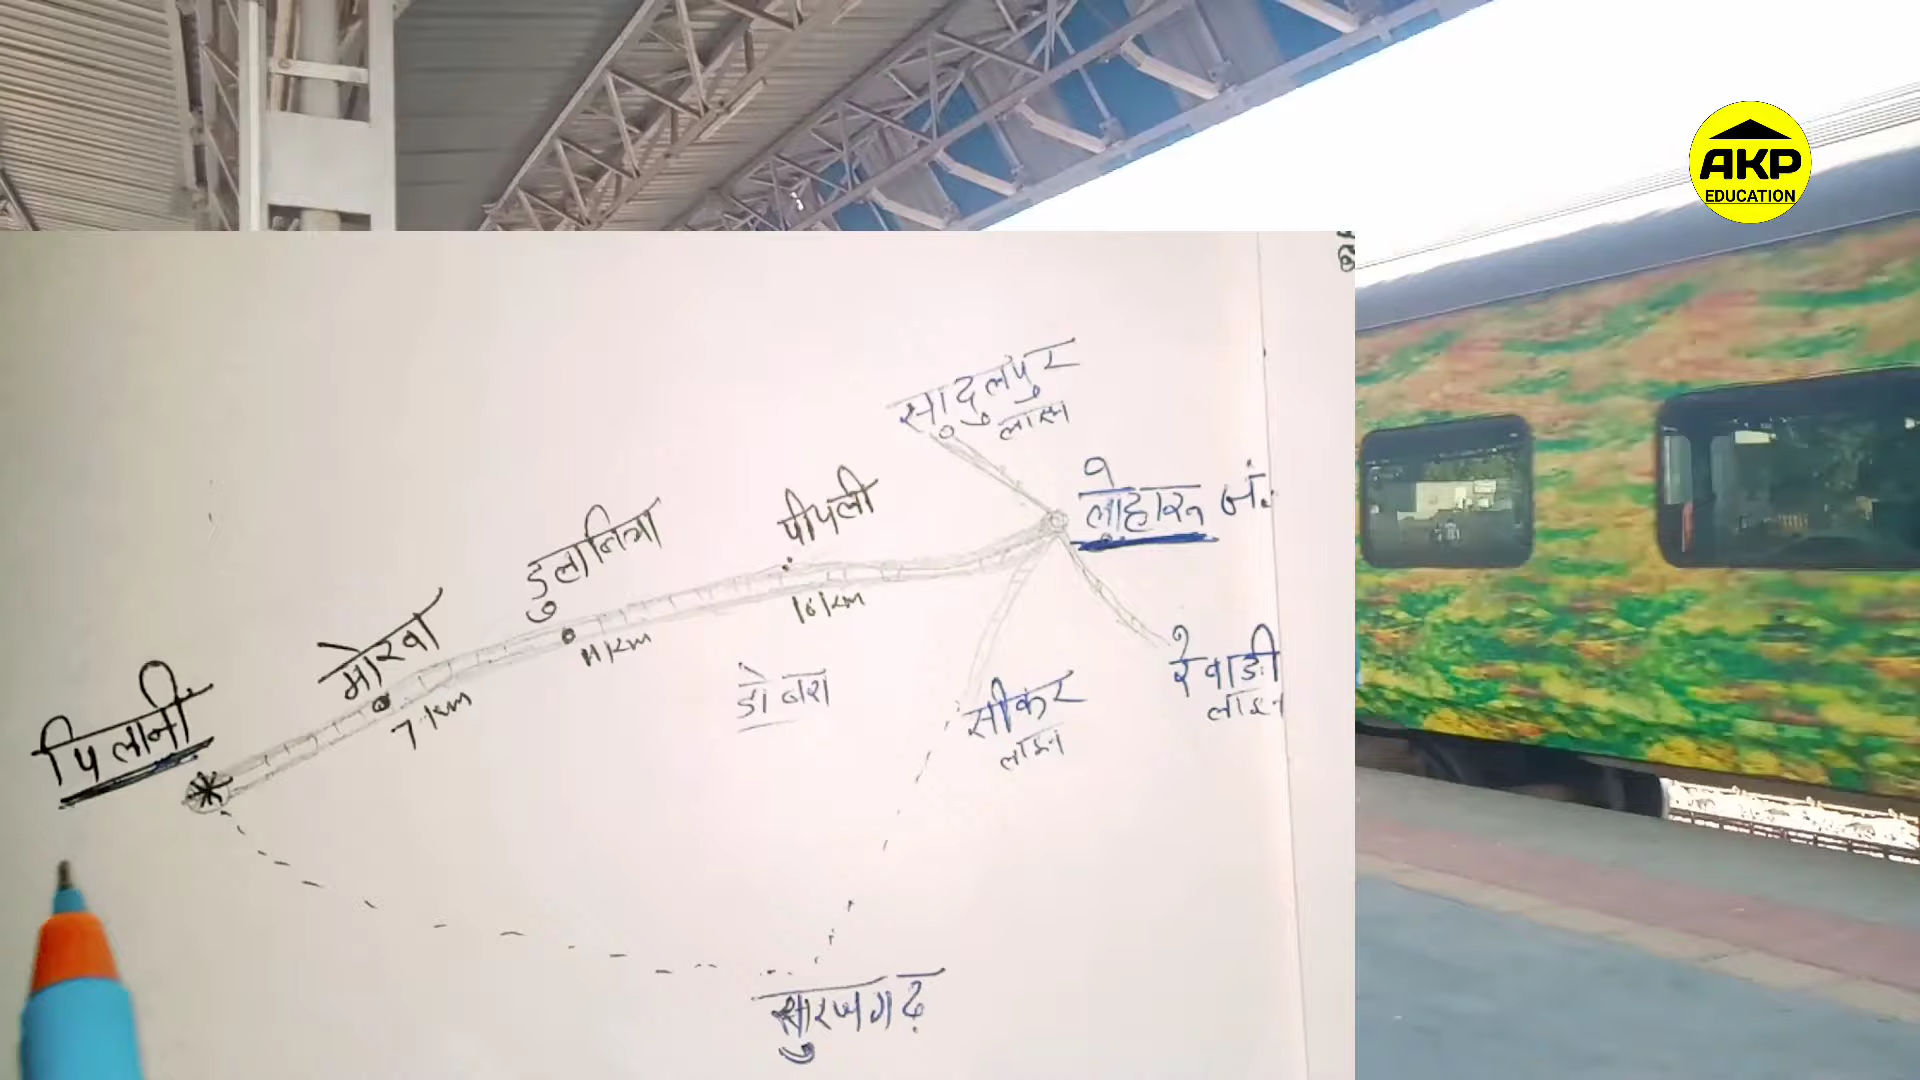 AKP
EDUCATION
सादुलपुर
लाइन
लोहारू जं.
पीपली
16 km
डुलानिया
11 km
मोरवा
7 km
पिलानी
डोबरा
सीकर
लाइन
रेवाड़ी
लाइन
सुरजगढ़